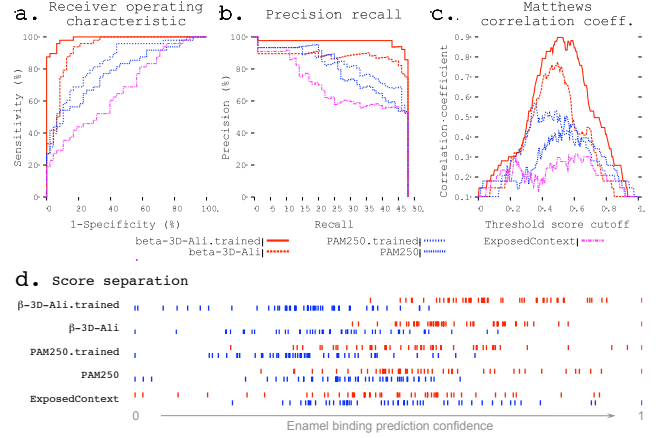 a.
Receiver operating
characteristic
Sensitivity (%)
100.
80
60
40
20
0
0
20
40
60
80
100.
1-Specificity (%)
b.
Precision recall
Precision (%)
100.
80
60
40
20
0
0
5
10
15
20
25
30
35
40
45
50.
Recall
c.
Matthews
correlation coeff.
Correlation·coefficient
0.9
0.8
0.7
0.6
0.5
0.4
0.3
0.2
0.1
0
0.2
0.4
0.6
0.8
1.
Threshold score cutoff
beta-3D-Ali.trained
beta-3D-Ali
PAM250.trained
PAM250
ExposedContext
d. Score separation
β-3D-Ali.trained
β-3D-Ali
PAM250.trained
PAM250
ExposedContext
0
1
Enamel binding prediction confidence